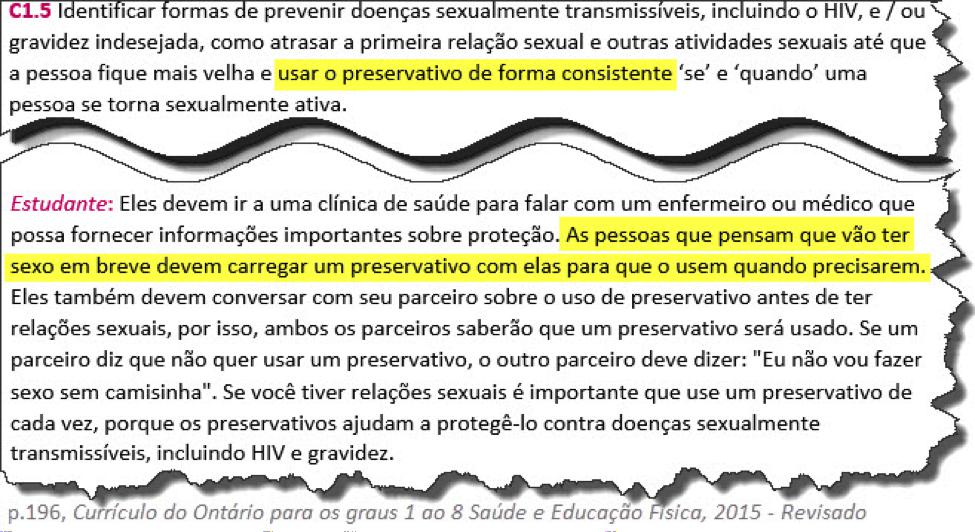 C1.5 Identificar formas de prevenir doenças sexualmente transmissíveis, incluindo o HIV, e / ou
gravidez indesejada, como atrasar a primeira relação sexual e outras atividades sexuais até que
a pessoa fique mais velha e usar o preservativo de forma consistente ‘se’ e ‘quando’ uma
pessoa se torna sexualmente ativa.
Estudante: Eles devem ir a uma clínica de saúde para falar com um enfermeiro ou médico que
possa fornecer informações importantes sobre proteção. As pessoas que pensam que vão ter
sexo em breve devem carregar um preservativo com elas para que o usem quando precisarem.
Eles também devem conversar com seu parceiro sobre o uso de preservativo antes de ter
relações sexuais, por isso, ambos os parceiros saberão que um preservativo será usado. Se um
parceiro diz que não quer usar um preservativo, o outro parceiro deve dizer: "Eu não vou fazer
sexo sem camisinha". Se você tiver relações sexuais é importante que use um preservativo de
cada vez, porque os preservativos ajudam a protegê-lo contra doenças sexualmente
transmissíveis, incluindo HIV e gravidez.
p.196, Currículo do Ontário para os graus 1 ao 8 Saúde e Educação Física, 2015 - Revisado